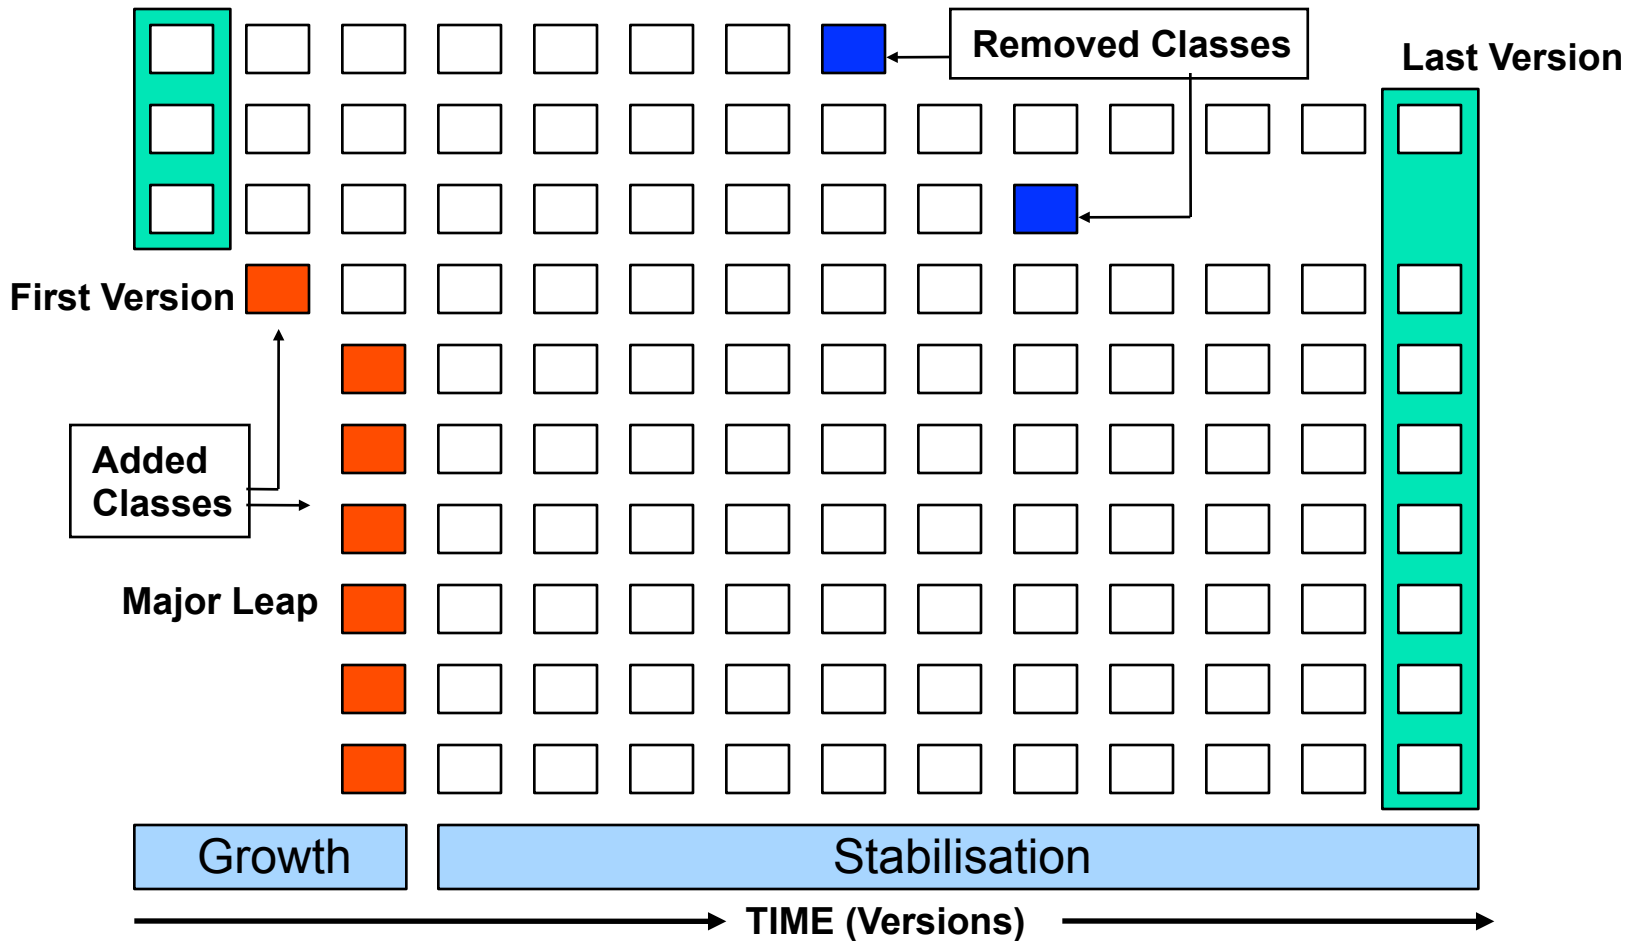 Removed Classes
Last Version
First Version
Added
Classes
Major Leap
Growth
Stabilisation
TIME (Versions)